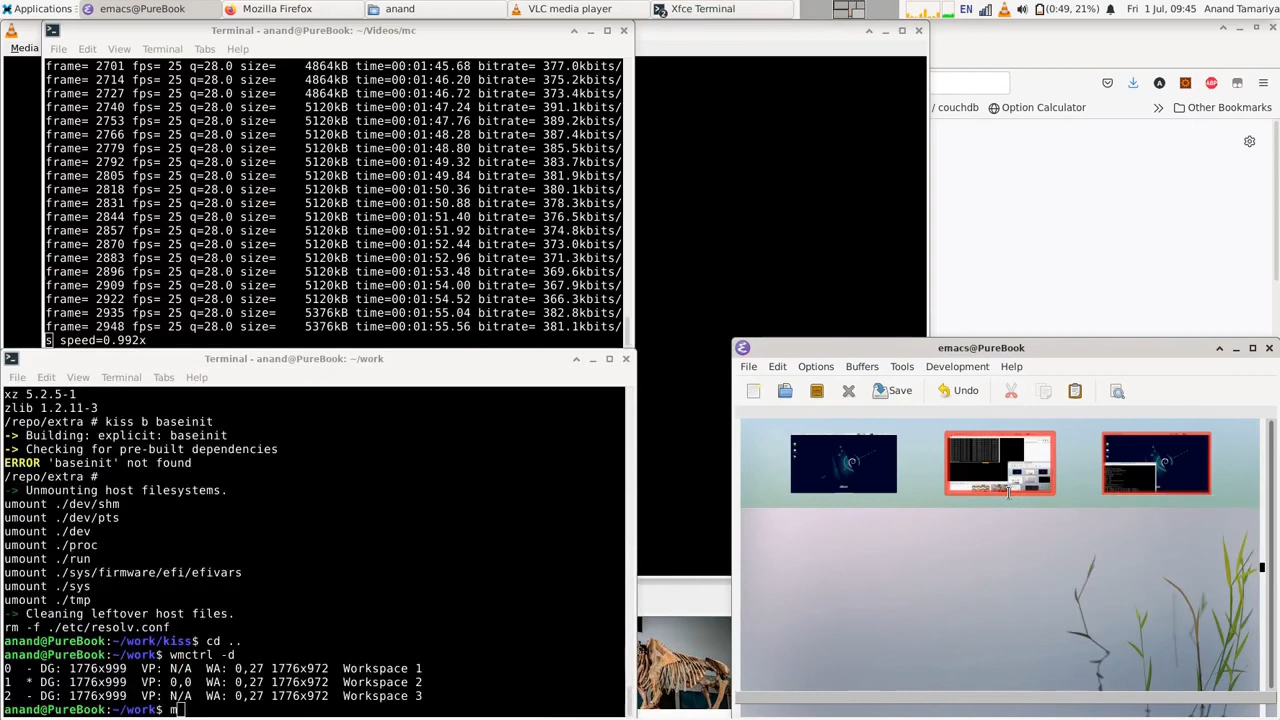 Applications
emacs@PureBook
Mozilla Firefox
anand
VLC media player
Xfce Terminal
EN
(0:49, 21%)
Fri 1 Jul, 09:45
Anand Tamariya
Media
Terminal - anand@PureBook: ~/Videos/mc
File Edit View Terminal Tabs Help
frame= 2701 fps= 25 q=28.0 size=    4864kB time=00:01:45.68 bitrate= 377.0kbits/
frame= 2714 fps= 25 q=28.0 size=    4864kB time=00:01:46.20 bitrate= 375.2kbits/
frame= 2727 fps= 25 q=28.0 size=    4864kB time=00:01:46.72 bitrate= 373.4kbits/
frame= 2740 fps= 25 q=28.0 size=    5120kB time=00:01:47.24 bitrate= 391.1kbits/
frame= 2753 fps= 25 q=28.0 size=    5120kB time=00:01:47.76 bitrate= 389.2kbits/
frame= 2766 fps= 25 q=28.0 size=    5120kB time=00:01:48.28 bitrate= 387.4kbits/
frame= 2779 fps= 25 q=28.0 size=    5120kB time=00:01:48.80 bitrate= 385.5kbits/
frame= 2792 fps= 25 q=28.0 size=    5120kB time=00:01:49.32 bitrate= 383.7kbits/
frame= 2805 fps= 25 q=28.0 size=    5120kB time=00:01:49.84 bitrate= 381.9kbits/
frame= 2818 fps= 25 q=28.0 size=    5120kB time=00:01:50.36 bitrate= 380.1kbits/
frame= 2831 fps= 25 q=28.0 size=    5120kB time=00:01:50.88 bitrate= 378.3kbits/
frame= 2844 fps= 25 q=28.0 size=    5120kB time=00:01:51.40 bitrate= 376.5kbits/
frame= 2857 fps= 25 q=28.0 size=    5120kB time=00:01:51.92 bitrate= 374.8kbits/
frame= 2870 fps= 25 q=28.0 size=    5120kB time=00:01:52.44 bitrate= 373.0kbits/
frame= 2883 fps= 25 q=28.0 size=    5120kB time=00:01:52.96 bitrate= 371.3kbits/
frame= 2896 fps= 25 q=28.0 size=    5120kB time=00:01:53.48 bitrate= 369.6kbits/
frame= 2909 fps= 25 q=28.0 size=    5120kB time=00:01:54.00 bitrate= 367.9kbits/
frame= 2922 fps= 25 q=28.0 size=    5120kB time=00:01:54.52 bitrate= 366.3kbits/
frame= 2935 fps= 25 q=28.0 size=    5376kB time=00:01:55.04 bitrate= 382.8kbits/
frame= 2948 fps= 25 q=28.0 size=    5376kB time=00:01:55.56 bitrate= 381.1kbits/
s speed=0.992x
/ couchdb
Option Calculator
Other Bookmarks
ABP
Terminal - anand@PureBook: ~/work
File Edit View Terminal Tabs Help
xz 5.2.5-1
zlib 1.2.11-3
/repo/extra # kiss b baseinit
-> Building: explicit: baseinit
-> Checking for pre-built dependencies
ERROR 'baseinit' not found
/repo/extra #
-> Unmounting host filesystems.
umount ./dev/shm
umount ./dev/pts
umount ./dev
umount ./proc
umount ./run
umount ./sys/firmware/efi/efivars
umount ./sys
umount ./tmp
-> Cleaning leftover host files.
rm -f ./etc/resolv.conf
anand@PureBook:~/work/kiss$ cd ..
anand@PureBook:~/work$ wmctrl -d
0  - DG: 1776x999  VP: N/A  WA: 0,27 1776x972  Workspace 1
1  * DG: 1776x999  VP: 0,0  WA: 0,27 1776x972  Workspace 2
2  - DG: 1776x999  VP: N/A  WA: 0,27 1776x972  Workspace 3
anand@PureBook:~/work$ m
emacs@PureBook
File Edit Options Buffers Tools Development Help
Save
Undo